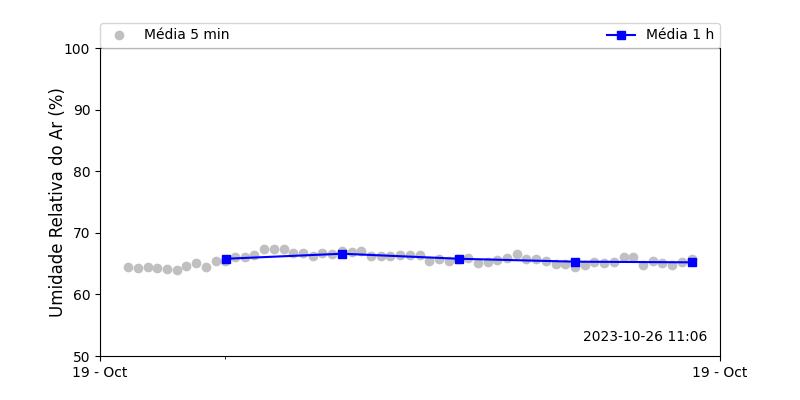 Média 5 min
Média 1 h
Umidade Relativa do Ar (%)
100
90
80
70
60
50
2023-10-26 11:06
19 - Oct
19 - Oct